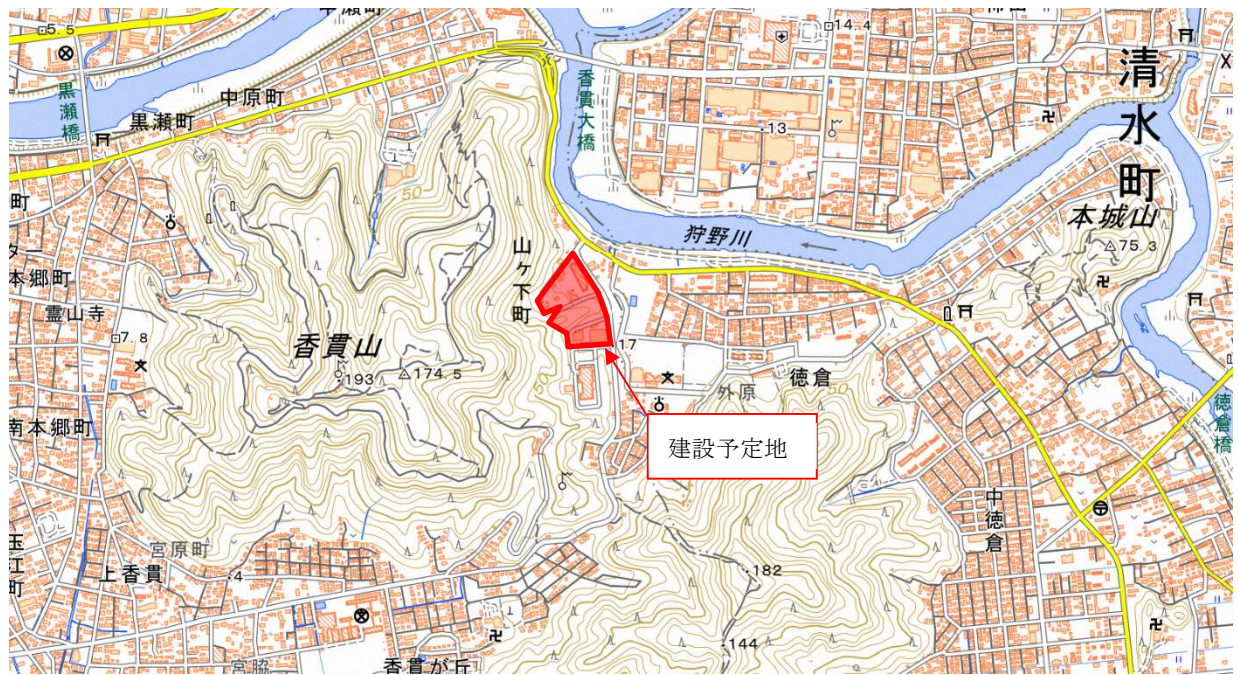 5.5
黒瀬橋
中原町
黒瀬町
香貫大橋
14.4
13
清水町
本城山
75.3
狩野川
山ヶ下町
町
本郷町
霊山寺
7.8
香貫山
193
174.5
50
17
外原
徳倉
徳倉橋
建設予定地
南本郷町
中徳倉
玉江町
宮原町
上香貫
4
182
144
宮脇
香貫が丘